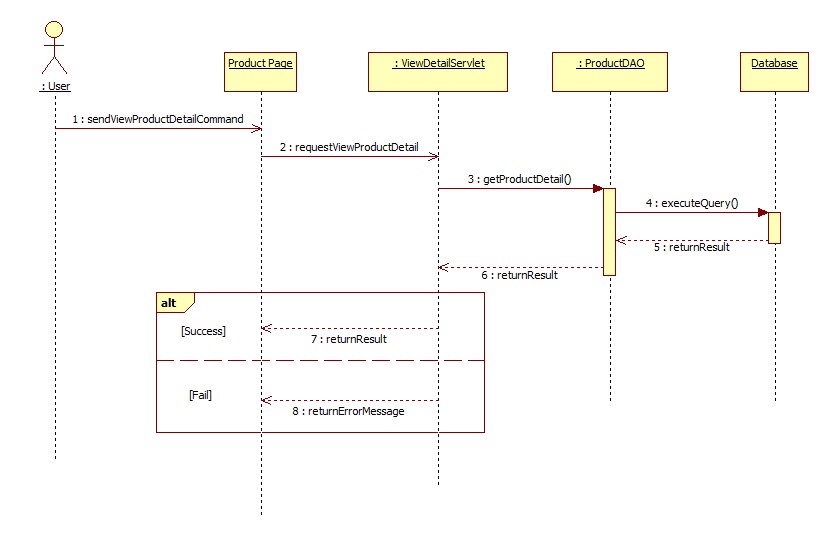 : User
Product Page
: ViewDetailServlet
: ProductDAO
Database
1 : sendViewProductDetailCommand
2 : requestViewProductDetail
3 : getProductDetail()
4 : executeQuery()
5 : returnResult
6 : returnResult
alt
[Success]
7 : returnResult
[Fail]
8 : returnErrorMessage